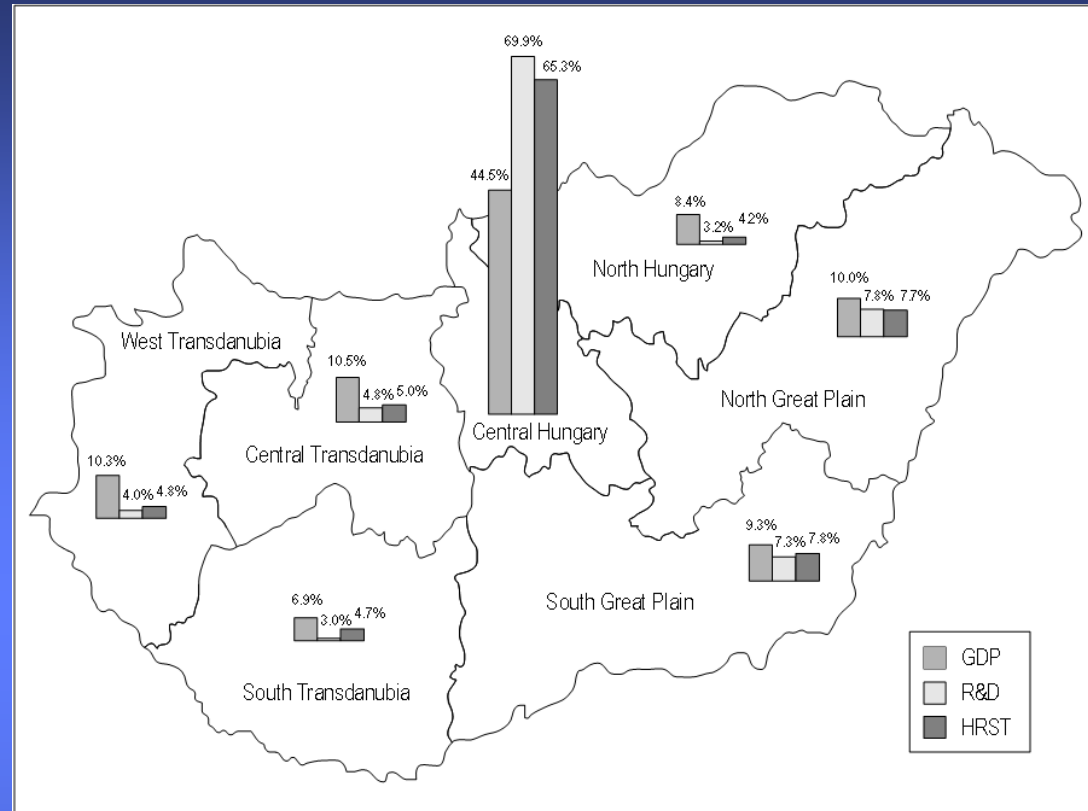 69.9%
65.3%
44.5%
Central Hungary
8.4%
3.2%
4.2%
North Hungary
10.0%
7.8%
7.7%
North Great Plain
West Transdanubia
10.3%
4.0%
4.8%
10.5%
4.8%
5.0%
Central Transdanubia
9.3%
7.3%
7.8%
South Great Plain
6.9%
3.0%
4.7%
South Transdanubia
GDP
R&D
HRST